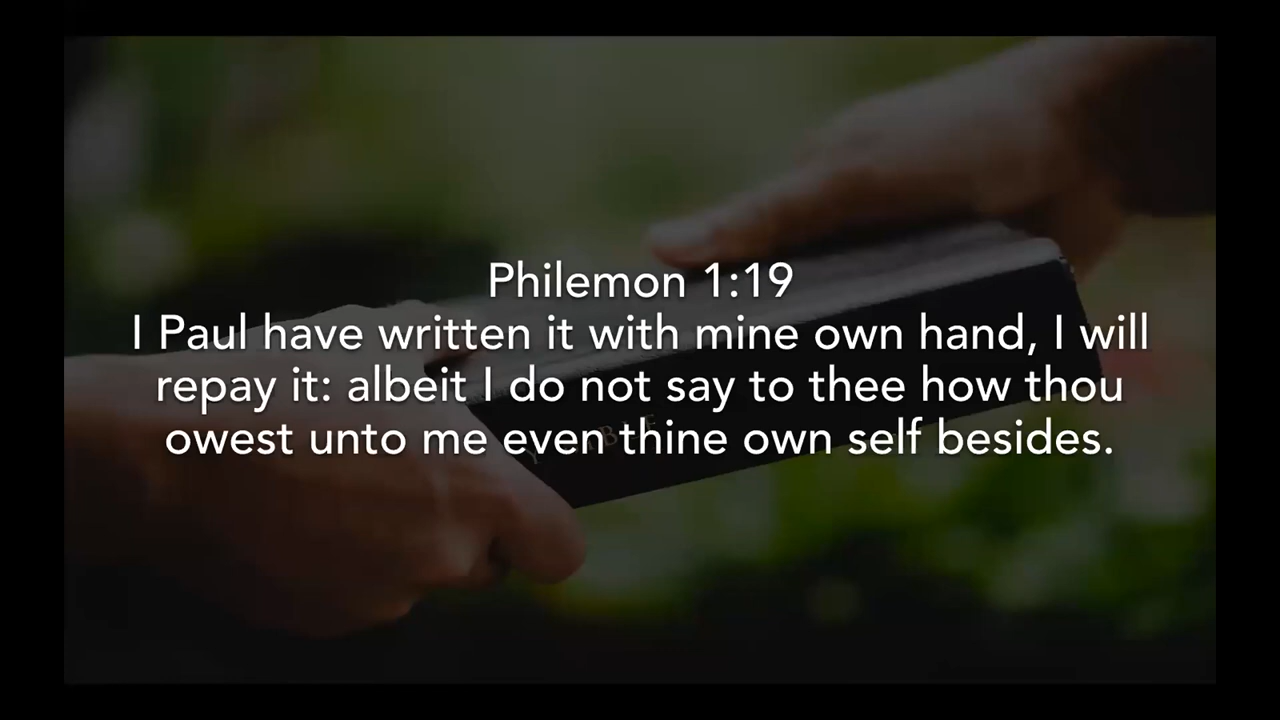 Philemon 1:19
I Paul have written it with mine own hand, I will
repay it: albeit I do not say to thee how thou
owest unto me even thine own self besides.